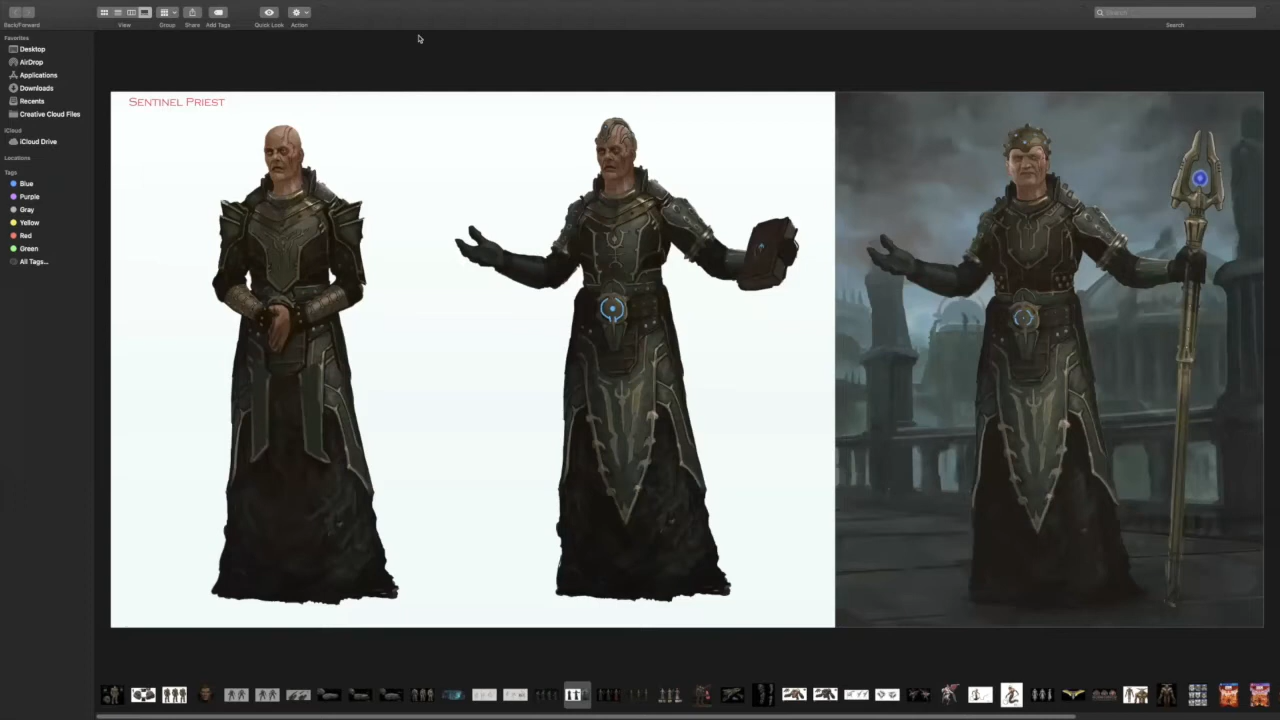 Back/Forward
View
Group
Share
Add Tags
Quick Look
Action
Search
Search
Favorites
Desktop
AirDrop
Applications
Downloads
Recents
Creative Cloud Files
iCloud
iCloud Drive
Locations
Tags
Blue
Purple
Gray
Yellow
Red
Green
All Tags...
Sentinel Priest